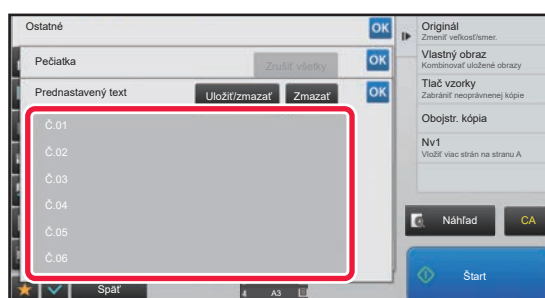 Ostatné
OK
Pečiatka
Zrušiť všetky
OK
Prednastavený text
Uložiť/zmazať
Zmazať
OK
Č.01
Č.02
Č.03
Č.04
Č.05
Č.06
Späť
A3
Originál
Zmeniť veľkosť/smer.
Vlastný obraz
Kombinovať uložené obrazy
Tlač vzorky
Zabrániť neoprávnenej kópie
Obojstr. kópia
Nv1
Vložiť viac strán na stranu A
Náhľad
CA
Štart